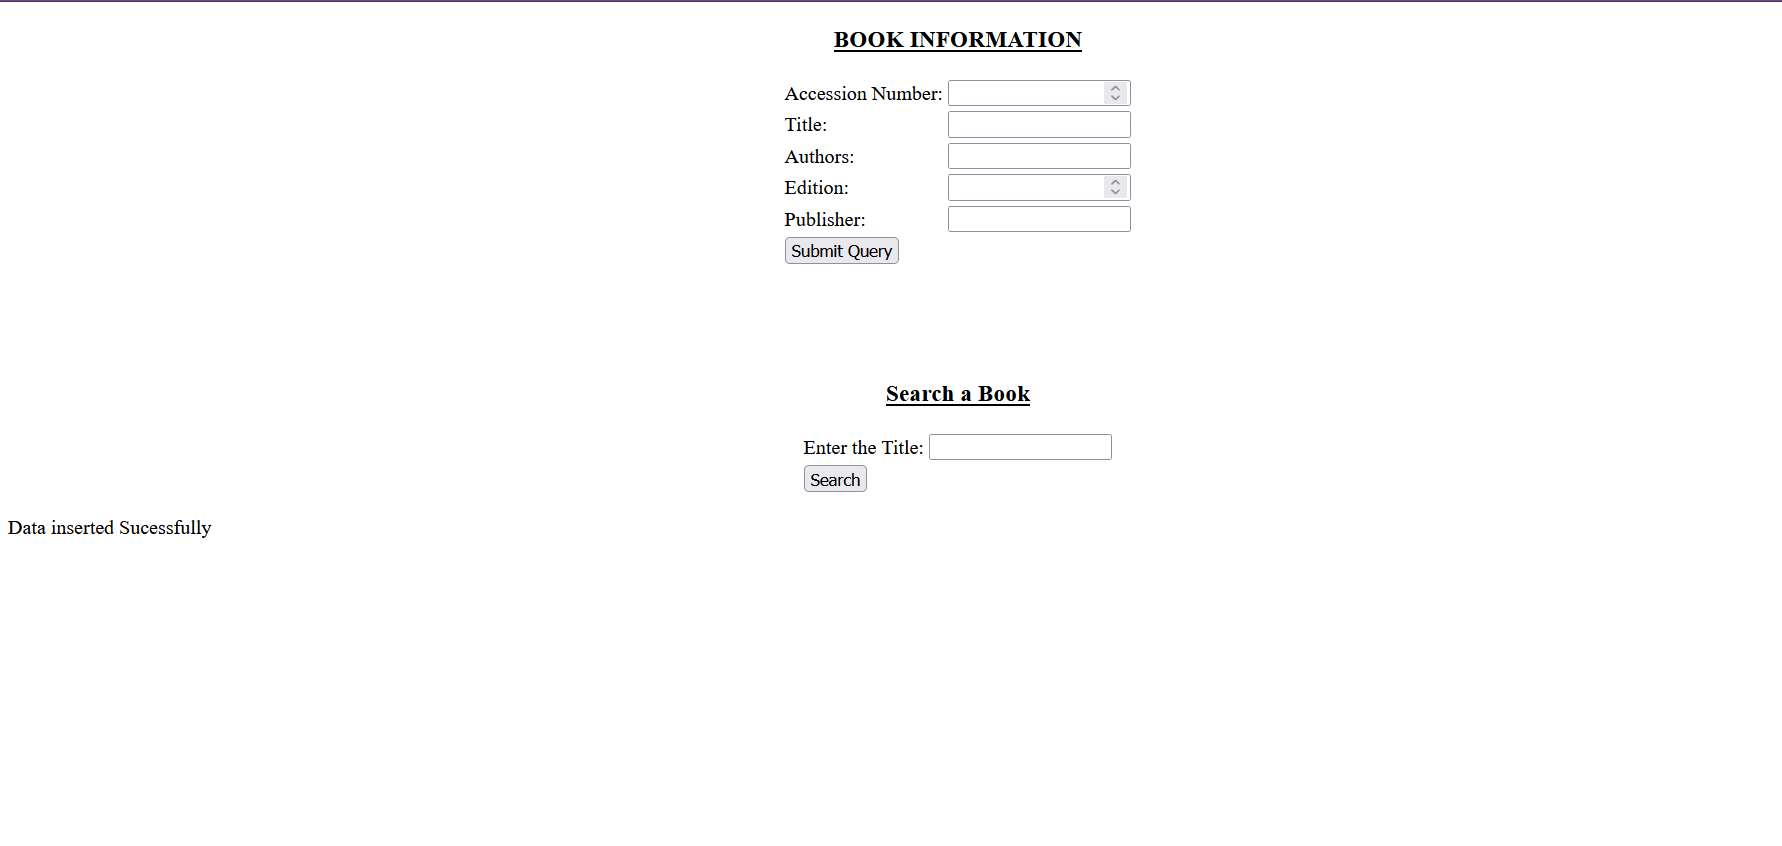 BOOK INFORMATION
Accession Number:
Title:
Authors:
Edition:
Publisher:
Submit Query
Search a Book
Enter the Title:
Search
Data inserted Sucessfully